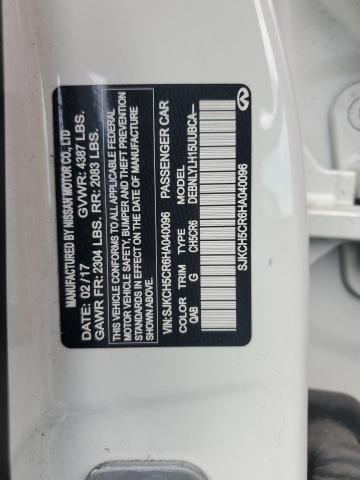 MANUFACTURED BY NISSAN MOTOR CO., LTD
DATE: 02/17 GVWR: 4387 LBS.
GAWR FR: 2304 LBS. RR: 2083 LBS.
THIS VEHICLE CONFORMS TO ALL APPLICABLE FEDERAL
MOTOR VEHICLE SAFETY, BUMPER AND THEFT PREVENTION
STANDARDS IN EFFECT ON THE DATE OF MANUFACTURE
SHOWN ABOVE.
VIN: SJKCH5CR6HA040096 PASSENGER CAR
COLOR TRIM TYPE MODEL
QAB G CH5CR6 DEBNLYLH15UUBCA—
SJKCH5CR6HA040096